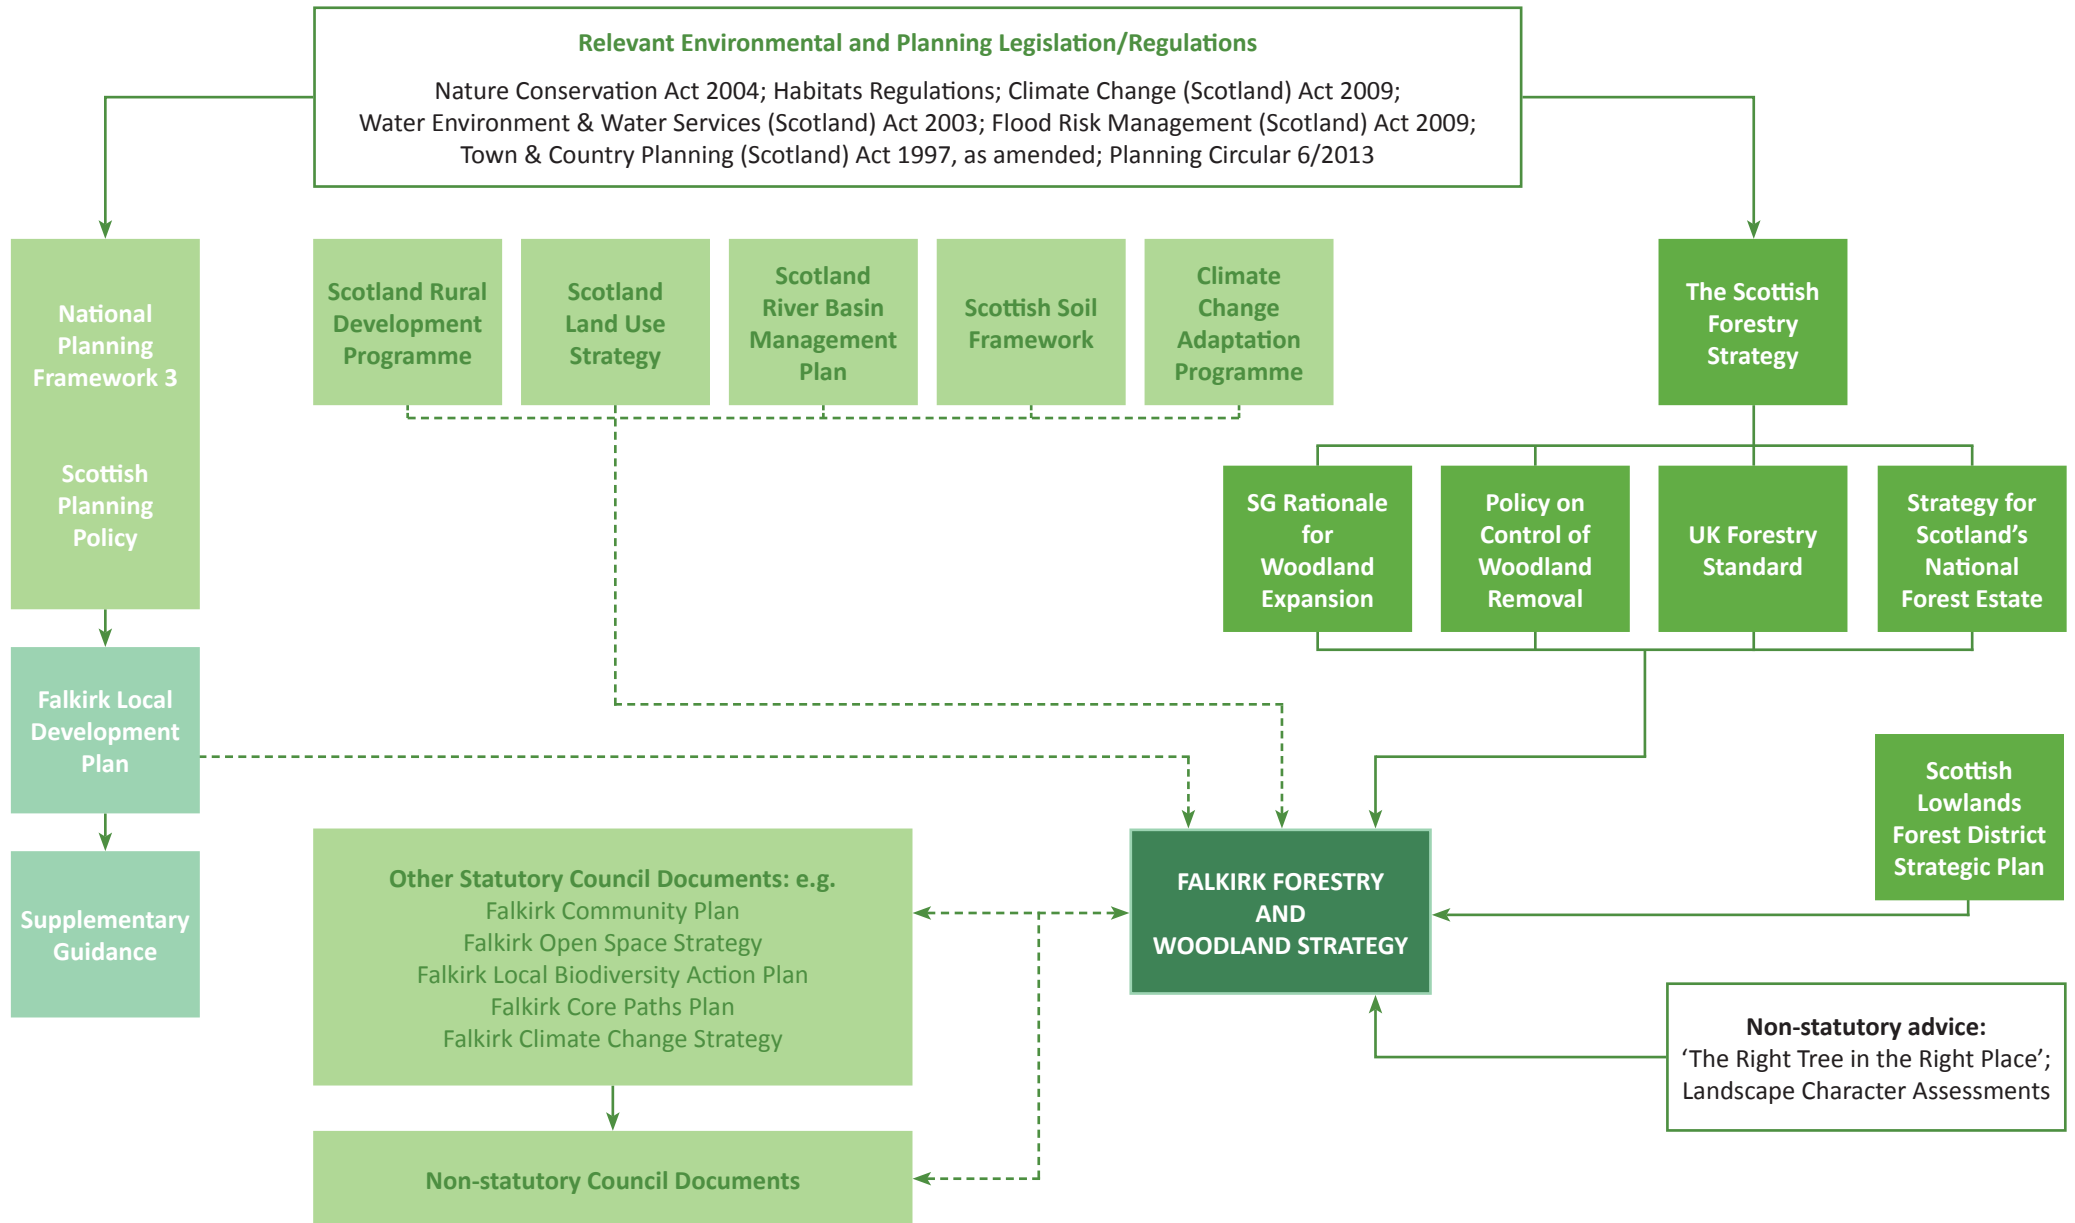 Relevant Environmental and Planning Legislation/Regulations
Nature Conservation Act 2004; Habitats Regulations; Climate Change (Scotland) Act 2009;
Water Environment & Water Services (Scotland) Act 2003; Flood Risk Management (Scotland) Act 2009;
Town & Country Planning (Scotland) Act 1997, as amended; Planning Circular 6/2013
National
Planning
Framework 3
Scottish
Planning
Policy
Scotland Rural
Development
Programme
Scotland
Land Use
Strategy
Scotland
River Basin
Management
Plan
Scottish Soil
Framework
Climate
Change
Adaptation
Programme
The Scottish
Forestry
Strategy
SG Rationale
for
Woodland
Expansion
Policy on
Control of
Woodland
Removal
UK Forestry
Standard
Strategy for
Scotland’s
National
Forest Estate
Falkirk Local
Development
Plan
Supplementary
Guidance
Other Statutory Council Documents: e.g.
Falkirk Community Plan
Falkirk Open Space Strategy
Falkirk Local Biodiversity Action Plan
Falkirk Core Paths Plan
Falkirk Climate Change Strategy
Non-statutory Council Documents
FALKIRK FORESTRY
AND
WOODLAND STRATEGY
Scottish
Lowlands
Forest District
Strategic Plan
Non-statutory advice:
‘The Right Tree in the Right Place’;
Landscape Character Assessments